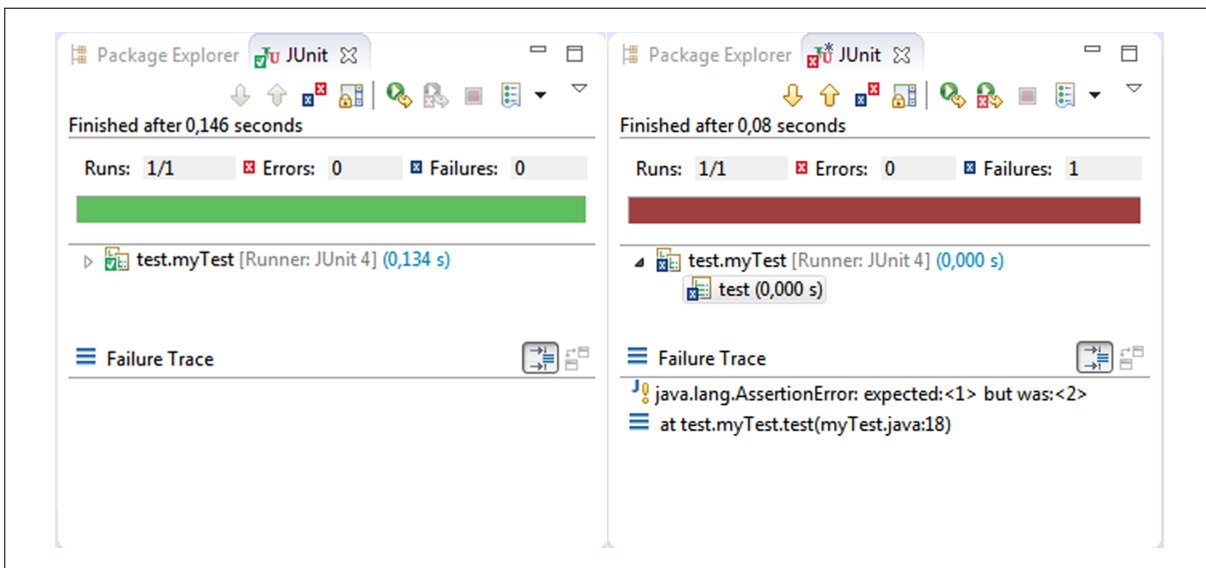 Package Explorer JUnit
Finished after 0,146 seconds
Runs: 1/1 Errors: 0 Failures: 0
test.myTest [Runner: JUnit 4] (0,134 s)
Failure Trace
Package Explorer JUnit
Finished after 0,08 seconds
Runs: 1/1 Errors: 0 Failures: 1
test.myTest [Runner: JUnit 4] (0,000 s)
test (0,000 s)
Failure Trace
java.lang.AssertionError: expected:<1> but was:<2>
at test.myTest.test(myTest.java:18)